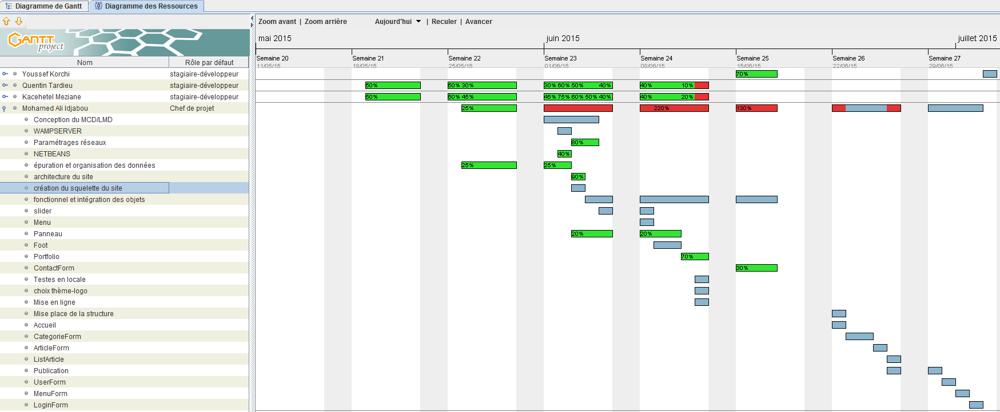 Diagramme de Gantt Diagramme des Ressources
Zoom avant | Zoom arrière Aujourd'hui | Reculer | Avancer
GANTT project
mai 2015 juin 2015 juillet 2015
Nom Rôle par défaut
Semaine 20 Semaine 21 Semaine 22 Semaine 23 Semaine 24 Semaine 25 Semaine 26 Semaine 27
11/05/15 18/05/15 25/05/15 01/06/15 08/06/15 15/06/15 22/06/15 29/06/15
Youssef Korchi stagiaire-développeur 70%
Quentin Tardieu stagiaire-développeur 50% 50% 30% 30% 60% 50% 40% 40% 10%
Kacehetel Meziane stagiaire-développeur 50% 50% 45% 45% 75% 60% 50% 40% 40% 20%
Mohamed Ali Idjabou Chef de projet 25% 220% 130%
Conception du MCD/LMD
WAMPSERVER
Paramétrages réseaux 80%
NETBEANS 40%
épuration et organisation des données 25% 25%
architecture du site 90%
création du squelette du site
fonctionnel et intégration des objets
slider
Menu
Panneau 20% 20%
Foot
Portfolio 70%
ContactForm 30%
Testes en locale
choix thème-logo
Mise en ligne
Mise place de la structure
Accueil
CategorieForm
ArticleForm
ListArticle
Publication
UserForm
MenuForm
LoginForm